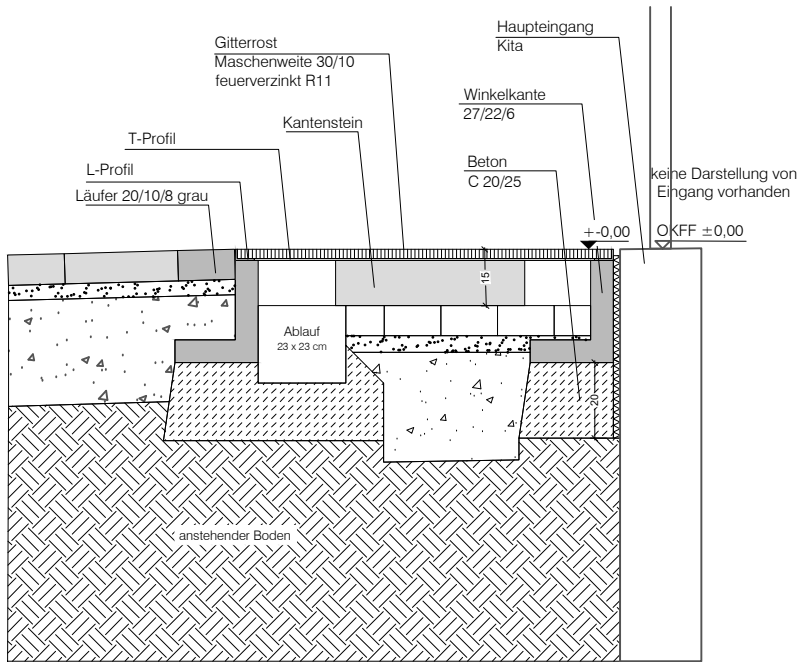 Haupteingang
Kita
Gitterrost
Maschenweite 30/10
feuerverzinkt R11
Winkelkante
27/22/6
Kantenstein
T-Profil
Beton
C 20/25
L-Profil
Läufer 20/10/8 grau
keine Darstellung von
Eingang vorhanden
+-0,00
OKFF ±0,00
15
Ablauf
23 x 23 cm
20
anstehender Boden